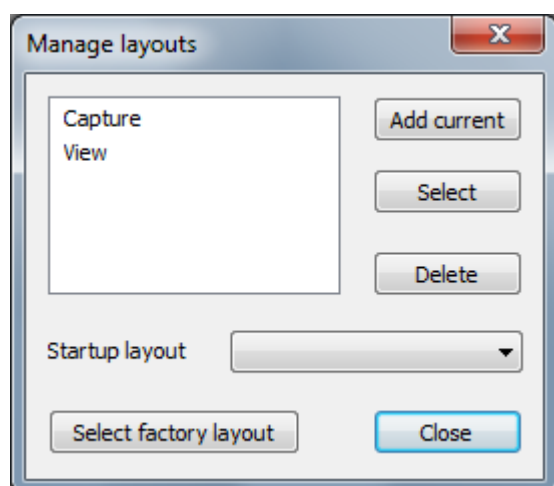 Manage layouts
Capture
View
Add current
Select
Delete
Startup layout
Select factory layout
Close